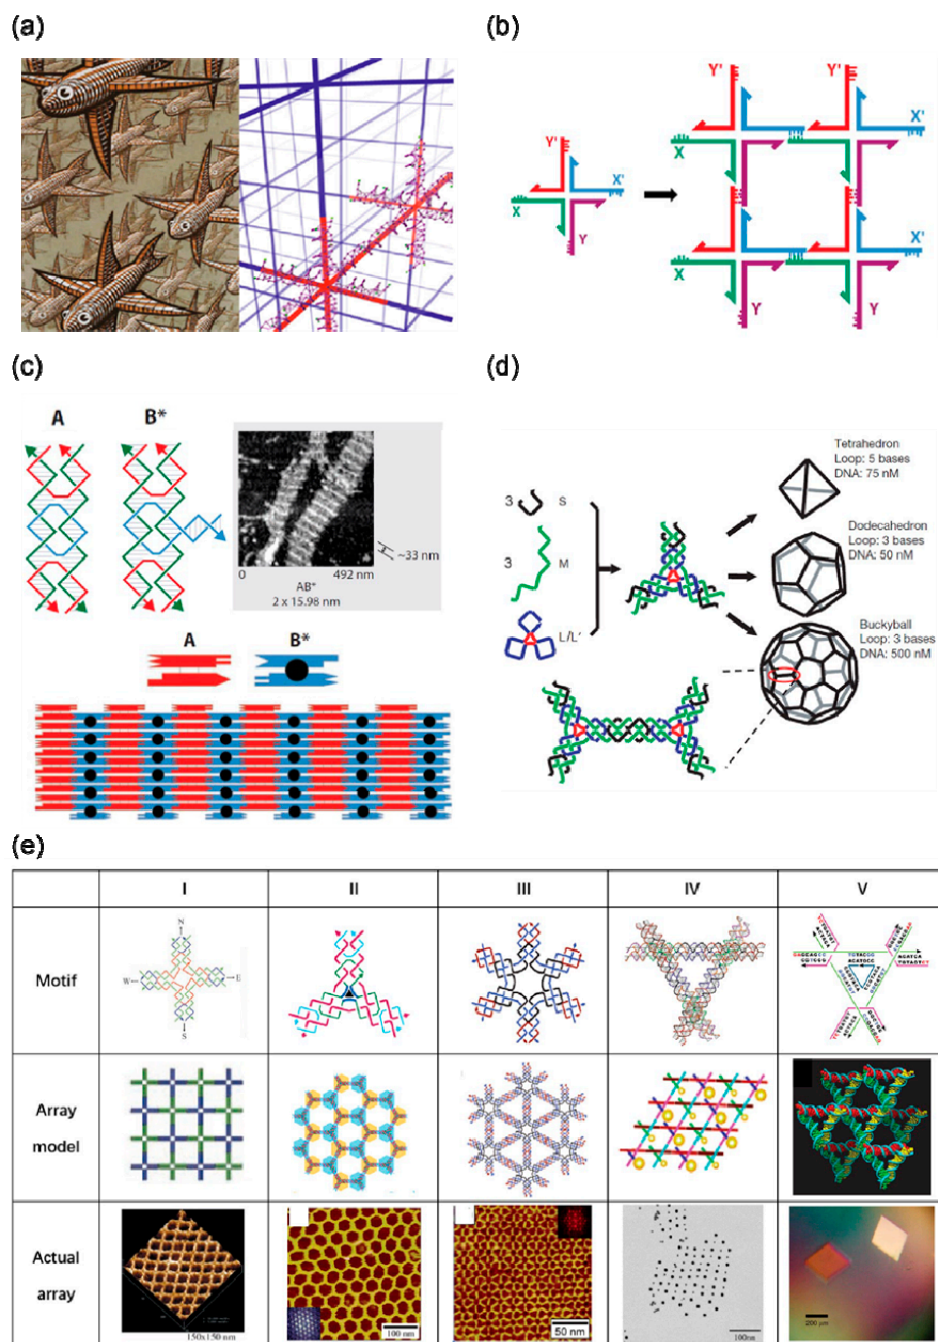 (a)
(b)
Y'
X'
X
Y
Y'
Y'
X
X'
X'
X
Y
Y
(c)
(d)
A
B*
0
492 nm
~33 nm
AB*
2 x 15.98 nm
A
B*
3
S
3
M
L/L'
Tetrahedron
Loop: 5 bases
DNA: 75 nM
Dodecahedron
Loop: 3 bases
DNA: 50 nM
Buckyball
Loop: 3 bases
DNA: 500 nM
(e)
I
II
III
IV
V
Motif
N
W
E
S
Array
model
Actual
array
150x150 nm
100 nm
50 nm
100nm
200 μm